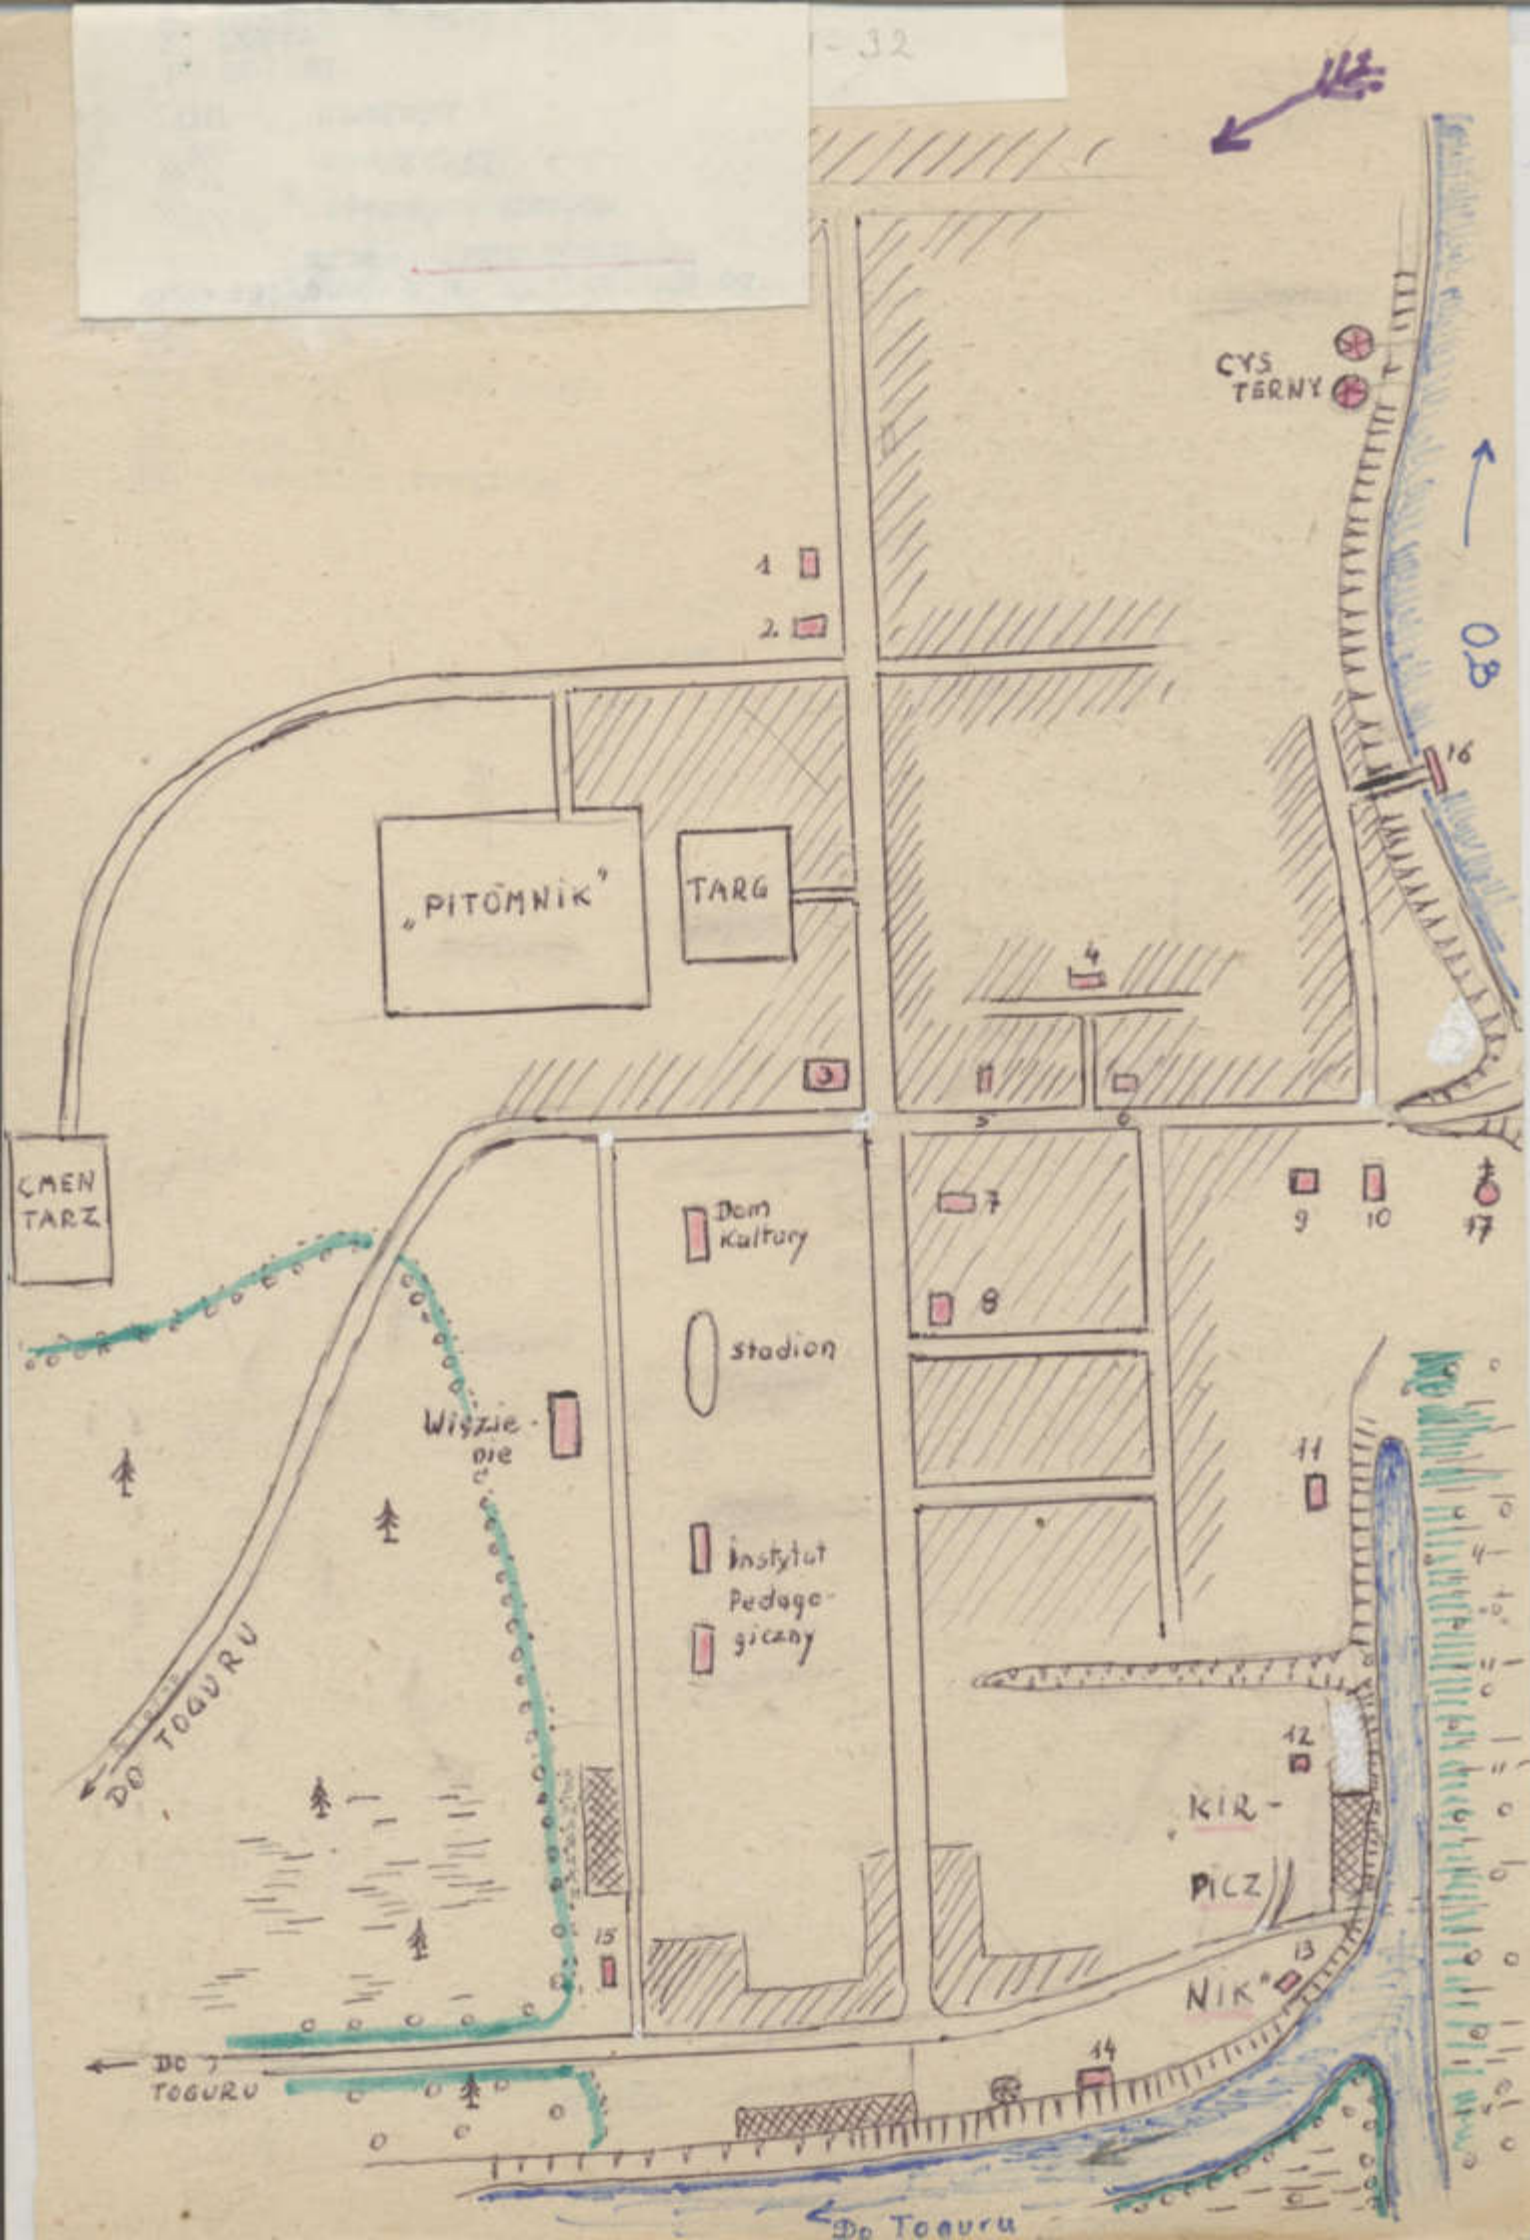 - 32
CYS
TERNY
OB
1
2
16
„PITOMNIK"
TARG
4
3
5
6
CMEN
TARZ
Dom
Kultury
7
9
10
17
8
stadion
Więzie-
nie
11
Instytut
Pedago-
giczny
DO TOGURU
12
KIR-
PICZ
NIK"
13
15
14
DO
TOGURU
Do Toguru